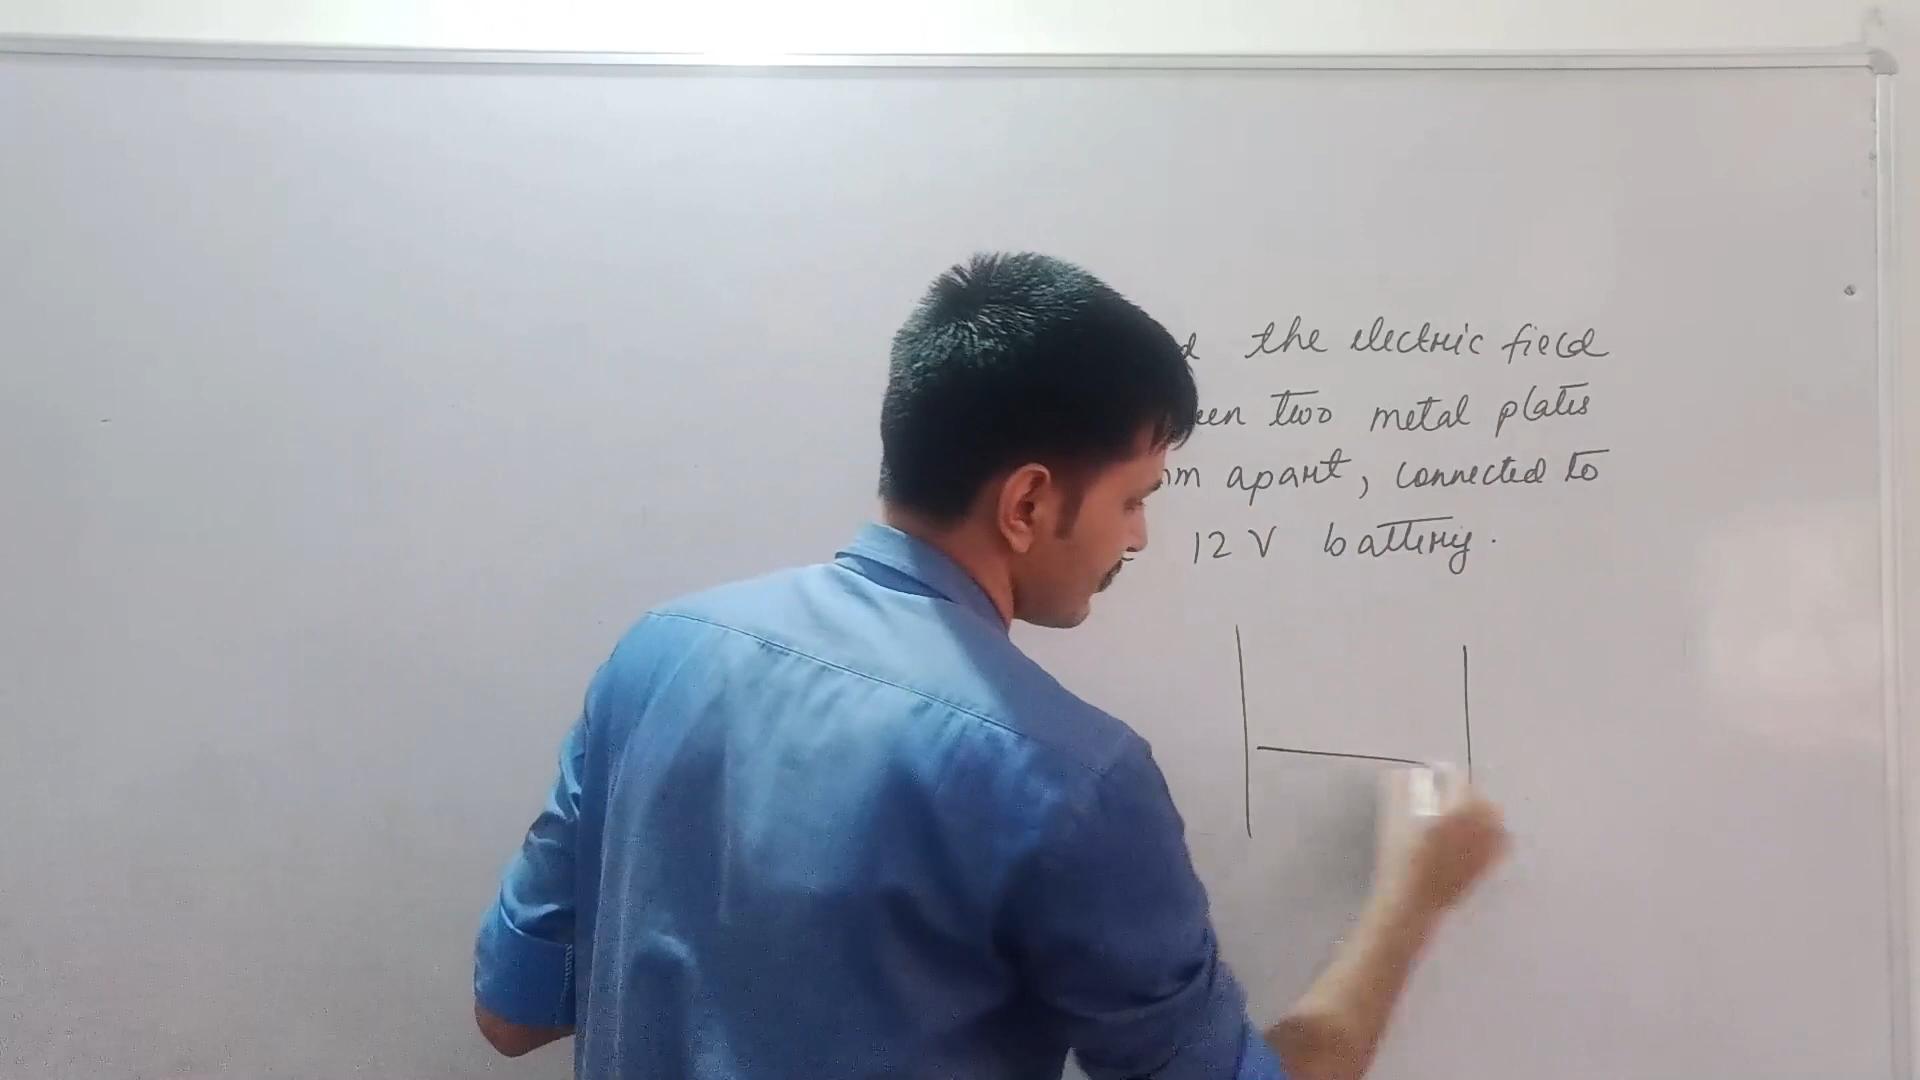 the electric field
two metal plates
apart, connected to
12 V battery.